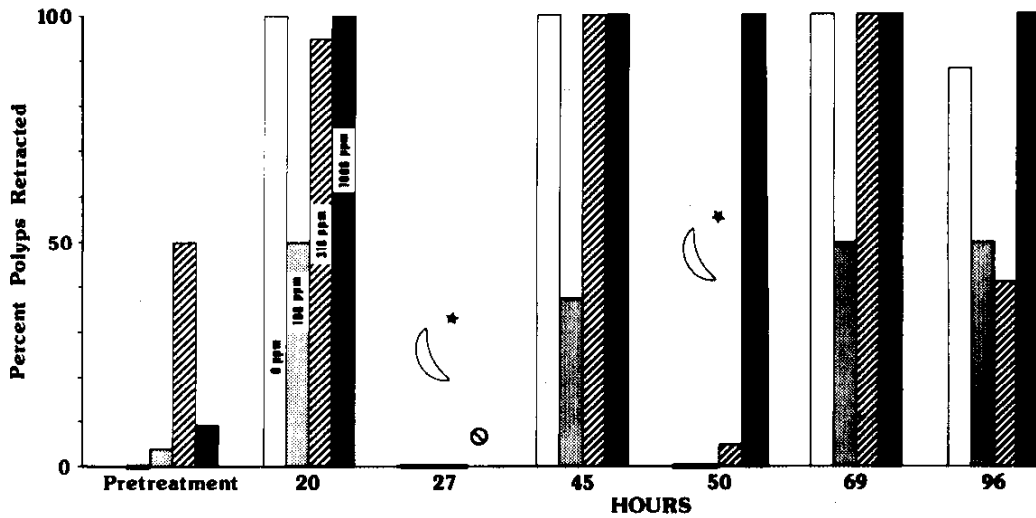 Percent Polyps Retracted
100
50
0
0 ppm
100 ppm
316 ppm
1000 ppm
Pretreatment 20 27 45 50 69 96
HOURS